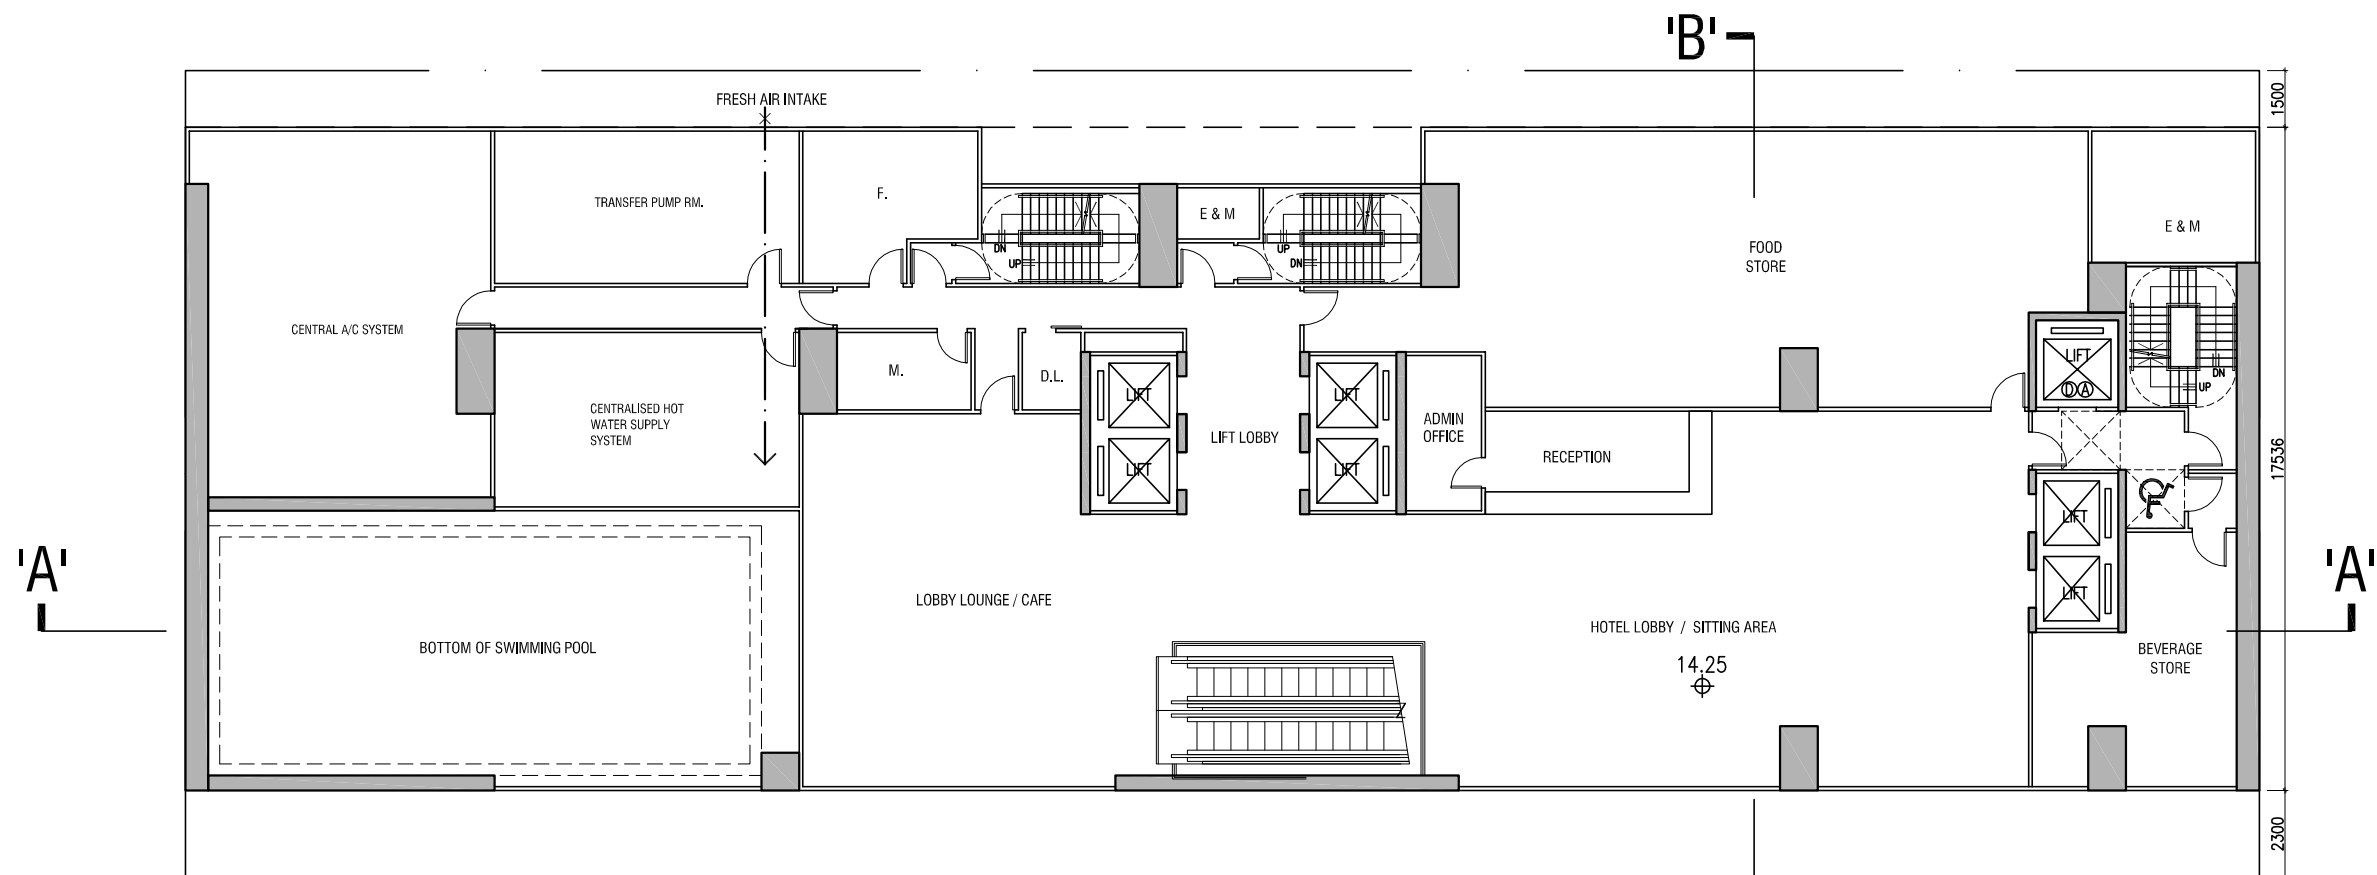 'B'
FRESH AIR INTAKE
1500
TRANSFER PUMP RM.
F.
E & M
DN
UP
UP
DN
FOOD
STORE
E & M
CENTRAL A/C SYSTEM
M.
D.L.
LIFT
LIFT
LIFT
LIFT
LIFT LOBBY
ADMIN
OFFICE
RECEPTION
LIFT
D A
DN
UP
CENTRALISED HOT
WATER SUPPLY
SYSTEM
17536
LIFT
LIFT
'A'
'A'
LOBBY LOUNGE / CAFE
HOTEL LOBBY / SITTING AREA
14.25
BOTTOM OF SWIMMING POOL
BEVERAGE
STORE
2300